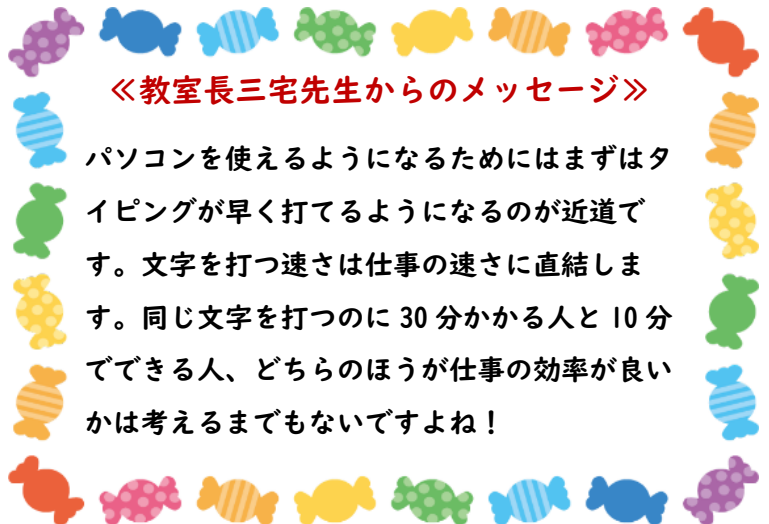 ≪教室長三宅先生からのメッセージ≫
パソコンを使えるようになるためにはまずはタ
イピングが早く打てるようになるのが近道で
す。文字を打つ速さは仕事の速さに直結しま
す。同じ文字を打つのに 30 分かかる人と 10 分
でできる人、どちらのほうが仕事の効率が良い
かは考えるまでもないですよね！